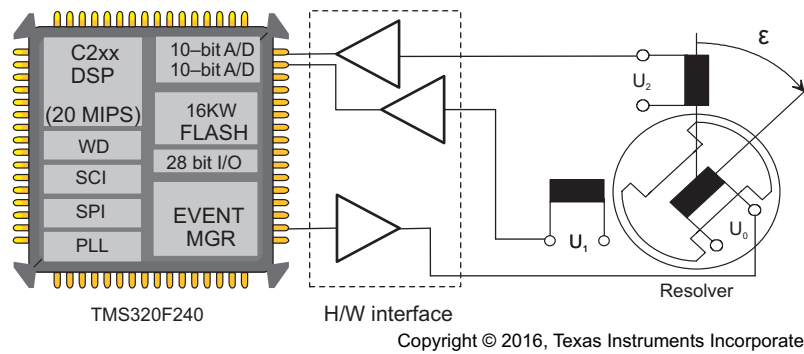 C2xx
DSP
(20 MIPS)
WD
SCI
SPI
PLL
10–bit A/D
10–bit A/D
16KW
FLASH
28 bit I/O
EVENT
MGR
TMS320F240
H/W interface
U2
ε
U1
U0
Resolver
Copyright © 2016, Texas Instruments Incorporate